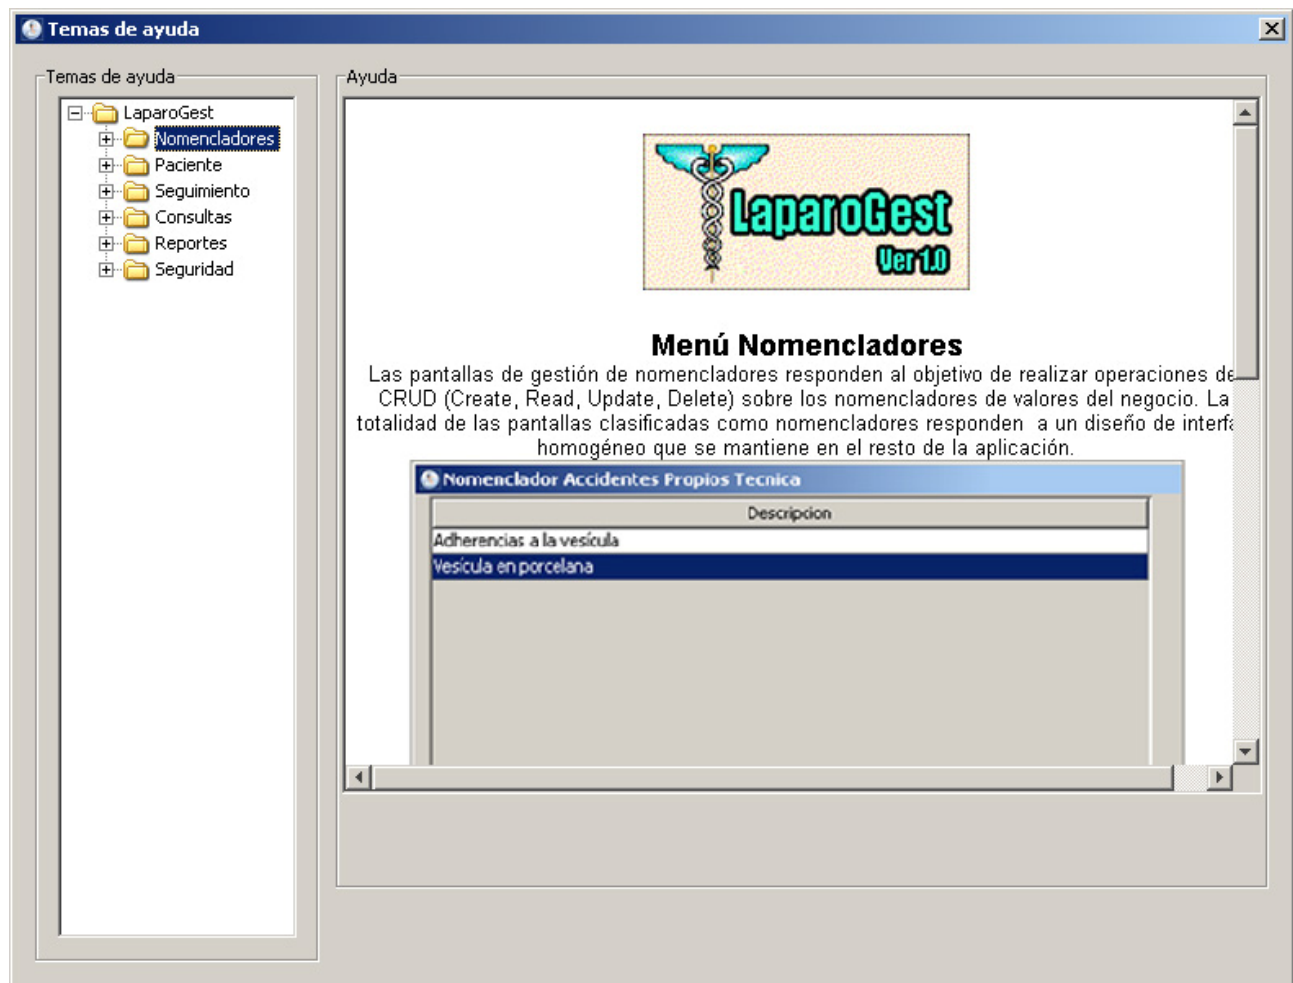 Temas de ayuda
Temas de ayuda
LaparoGest
Nomencladores
Paciente
Seguimiento
Consultas
Reportes
Seguridad
Ayuda
LaparoGest
Ver 1.0
Menú Nomencladores
Las pantallas de gestión de nomencladores responden al objetivo de realizar operaciones de
CRUD (Create, Read, Update, Delete) sobre los nomencladores de valores del negocio. La
totalidad de las pantallas clasificadas como nomencladores responden a un diseño de interfa
homogéneo que se mantiene en el resto de la aplicación.
Nomenclador Accidentes Propios Tecnica
Descripcion
Adherencias a la vesícula
Vesícula en porcelana